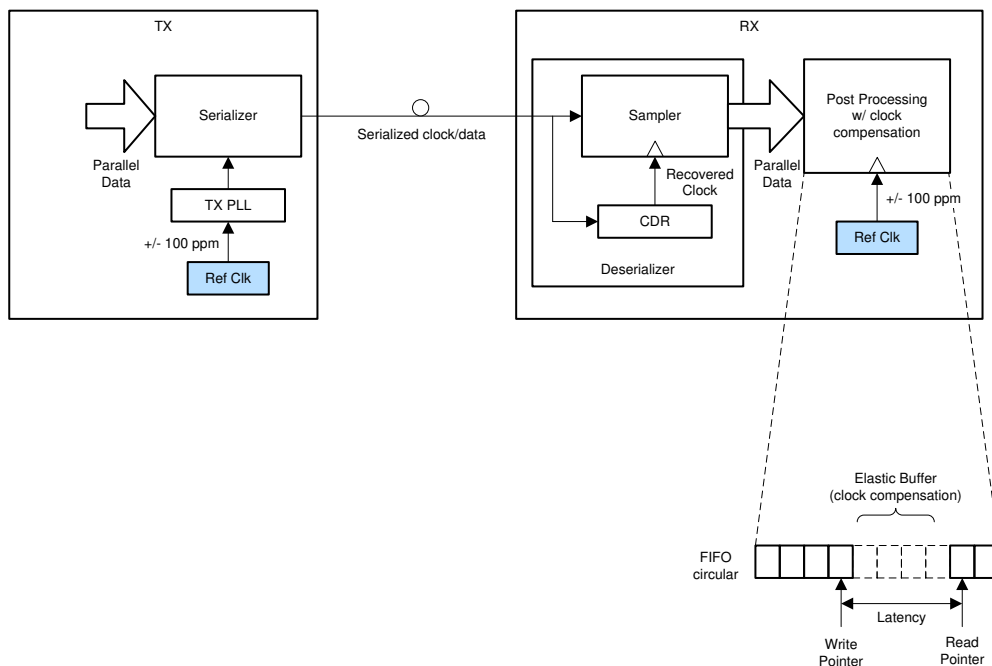 TX
RX
Serializer
Parallel
Data
TX PLL
+/- 100 ppm
Ref Clk
Serialized clock/data
Sampler
Recovered
Clock
CDR
Deserializer
Parallel
Data
Post Processing
w/ clock
compensation
+/- 100 ppm
Ref Clk
Elastic Buffer
(clock compensation)
FIFO
circular
Latency
Write
Pointer
Read
Pointer